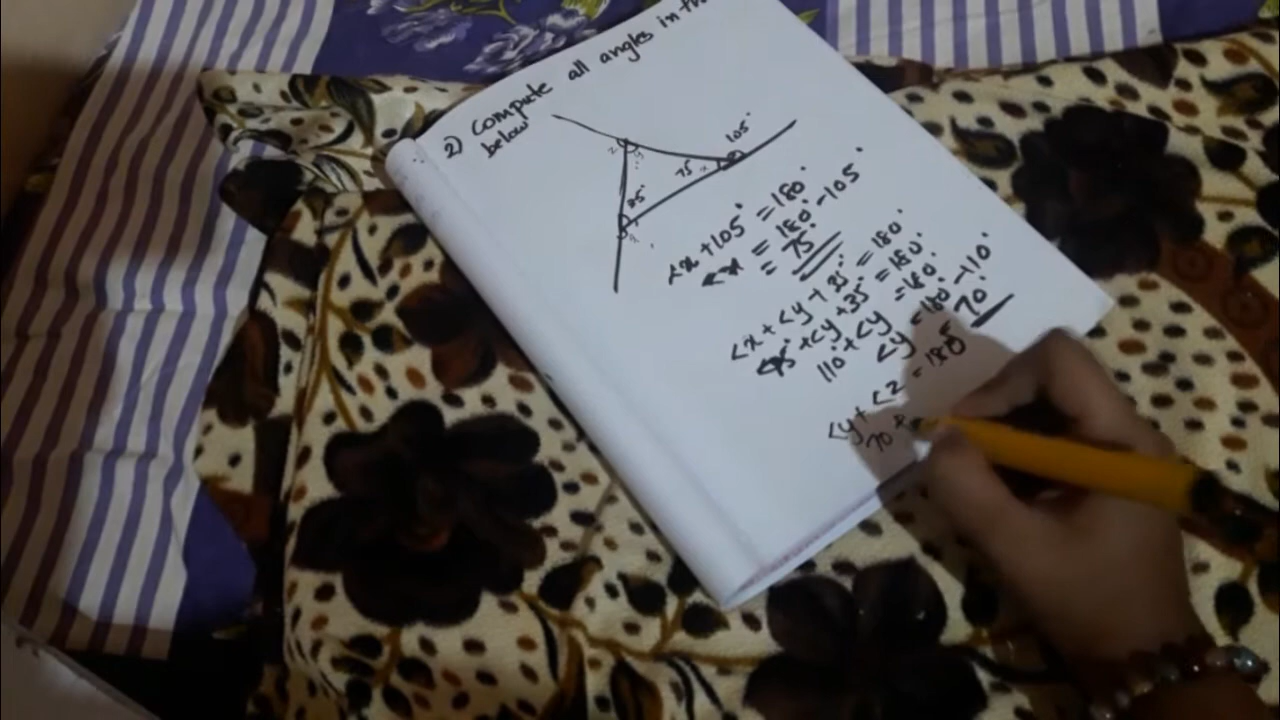 2) Compute all angles in the
below
105°
z
y
75
x
35°
<x + 105° = 180°
<x = 180° - 105°
= 75°
<x + <y + 35° = 180°
75° + <y + 35° = 180°
110° + <y = 180°
<y = 180° - 110°
= 70°
<y + <z = 180°
70 +